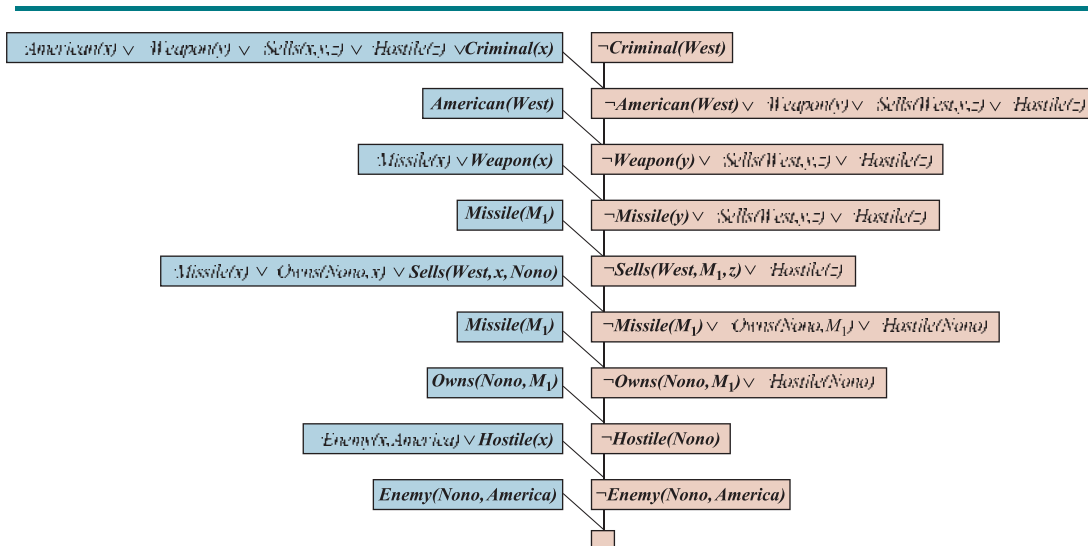 American(x) ∨ Weapon(y) ∨ Sells(x,y,z) ∨ Hostile(z) ∨Criminal(x)
¬Criminal(West)
American(West)
¬American(West) ∨ Weapon(y) ∨ Sells(West,y,z) ∨ Hostile(z)
Missile(x) ∨ Weapon(x)
¬Weapon(y) ∨ Sells(West,y,z) ∨ Hostile(z)
Missile(M₁)
¬Missile(y) ∨ Sells(West,y,z) ∨ Hostile(z)
Missile(x) ∨ Owns(Nono,x) ∨ Sells(West,x,Nono)
¬Sells(West,M₁,z) ∨ Hostile(z)
Missile(M₁)
¬Missile(M₁) ∨ Owns(Nono,M₁) ∨ Hostile(Nono)
Owns(Nono,M₁)
¬Owns(Nono,M₁) ∨ Hostile(Nono)
Enemy(x,America) ∨ Hostile(x)
¬Hostile(Nono)
Enemy(Nono,America)
¬Enemy(Nono,America)